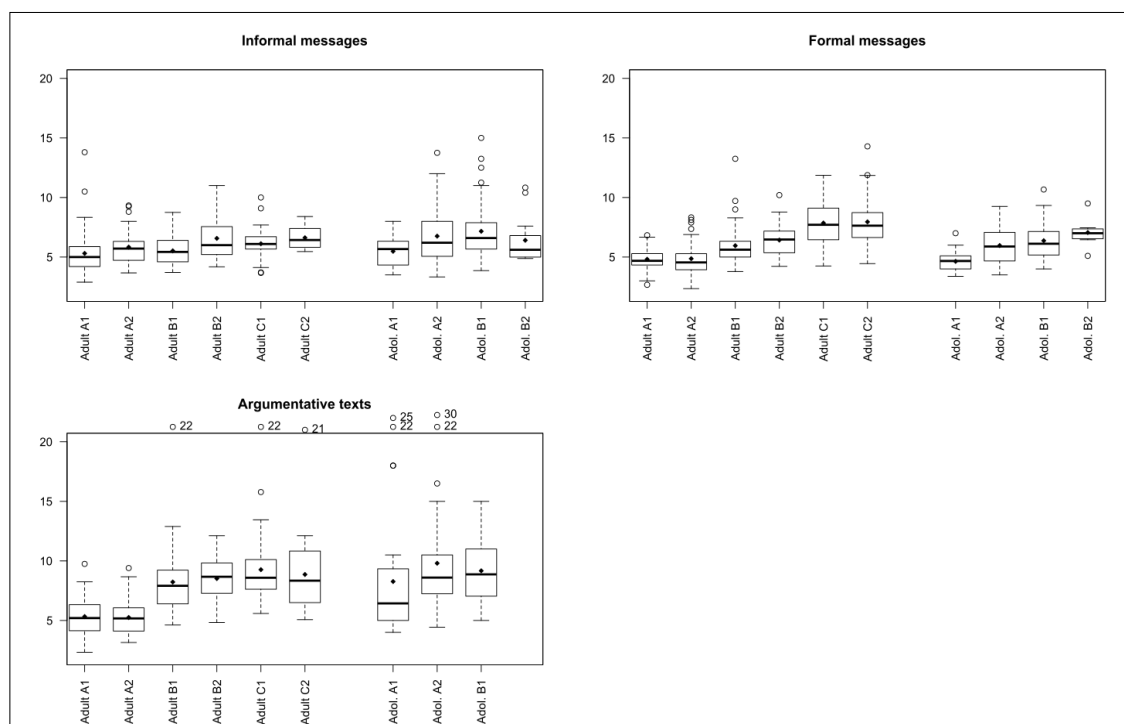 Informal messages
20
15
10
5
Adult A1
Adult A2
Adult B1
Adult B2
Adult C1
Adult C2
Adol. A1
Adol. A2
Adol. B1
Adol. B2
Formal messages
20
15
10
5
Adult A1
Adult A2
Adult B1
Adult B2
Adult C1
Adult C2
Adol. A1
Adol. A2
Adol. B1
Adol. B2
Argumentative texts
22
22
21
25
22
30
22
20
15
10
5
Adult A1
Adult A2
Adult B1
Adult B2
Adult C1
Adult C2
Adol. A1
Adol. A2
Adol. B1